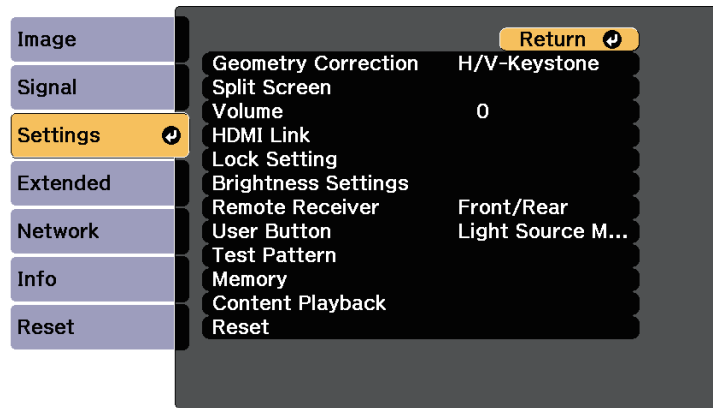 Image
Signal
Settings
Extended
Network
Info
Reset
Return
Geometry Correction H/V-Keystone
Split Screen
Volume 0
HDMI Link
Lock Setting
Brightness Settings
Remote Receiver Front/Rear
User Button Light Source M...
Test Pattern
Memory
Content Playback
Reset